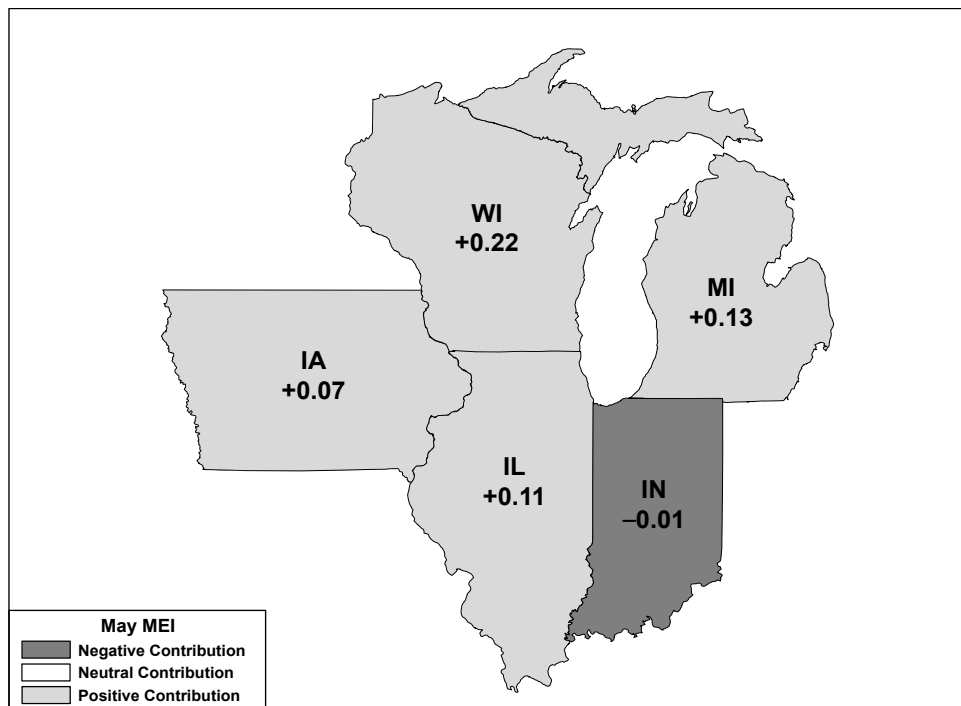 WI
+0.22
MI
+0.13
IA
+0.07
IL
+0.11
IN
–0.01
May MEI
Negative Contribution
Neutral Contribution
Positive Contribution